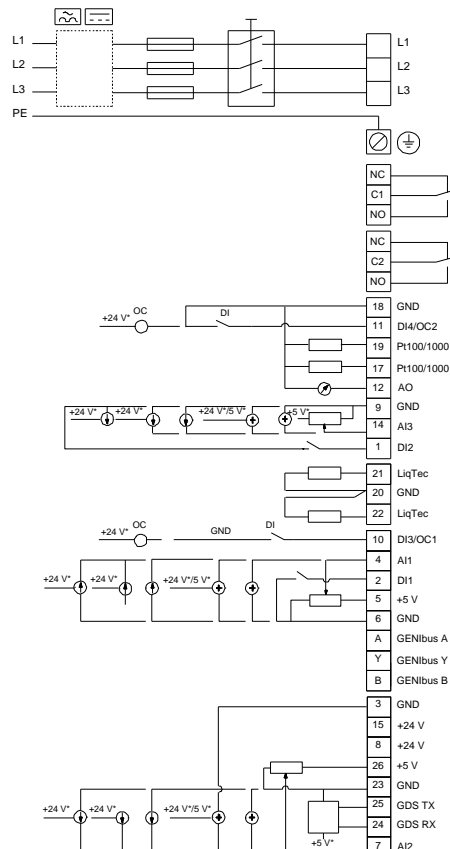 L1 L1
L2 L2
L3 L3
PE
NC
C1
NO
NC
C2
NO
18 GND
+24 V* OC DI 11 DI4/OC2
19 Pt100/1000
17 Pt100/1000
12 AO
9 GND
+24 V* +24 V* +24 V*/5 V* +5 V* 14 AI3
1 DI2
21 LiqTec
20 GND
22 LiqTec
+24 V* OC GND DI 10 DI3/OC1
4 AI1
+24 V* +24 V* +24 V*/5 V* 2 DI1
5 +5 V
6 GND
A GENIbus A
Y GENIbus Y
B GENIbus B
3 GND
15 +24 V
8 +24 V
26 +5 V
23 GND
+24 V* +24 V* +24 V*/5 V* 25 GDS TX
24 GDS RX
+5 V* 7 AI2